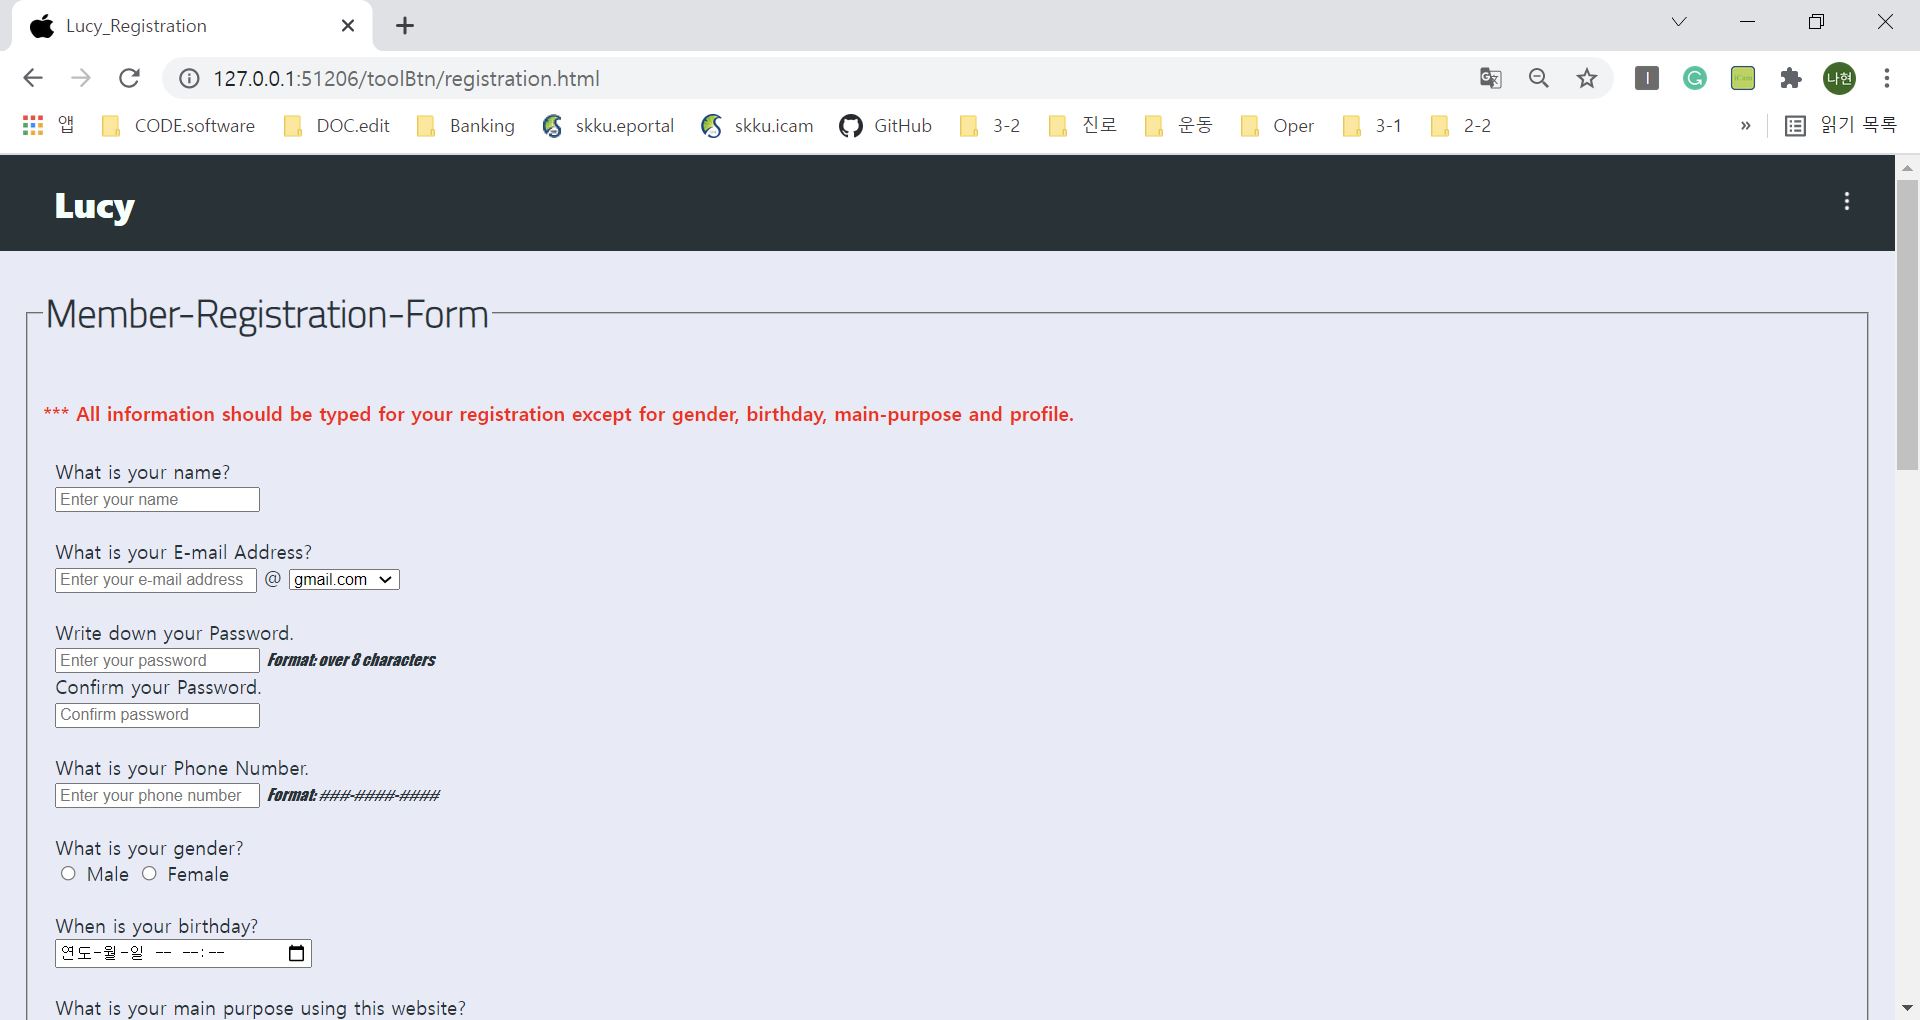 Lucy_Registration
127.0.0.1:51206/toolBtn/registration.html
나현
앱 CODE.software DOC.edit Banking skku.eportal skku.icam GitHub 3-2 진로 운동 Oper 3-1 2-2 » 읽기 목록
Lucy
Member-Registration-Form
*** All information should be typed for your registration except for gender, birthday, main-purpose and profile.
What is your name?
Enter your name
What is your E-mail Address?
Enter your e-mail address @ gmail.com
Write down your Password.
Enter your password Format: over 8 characters
Confirm your Password.
Confirm password
What is your Phone Number.
Enter your phone number Format: ###-####-####
What is your gender?
Male Female
When is your birthday?
연도-월-일 -- --:--
What is your main purpose using this website?